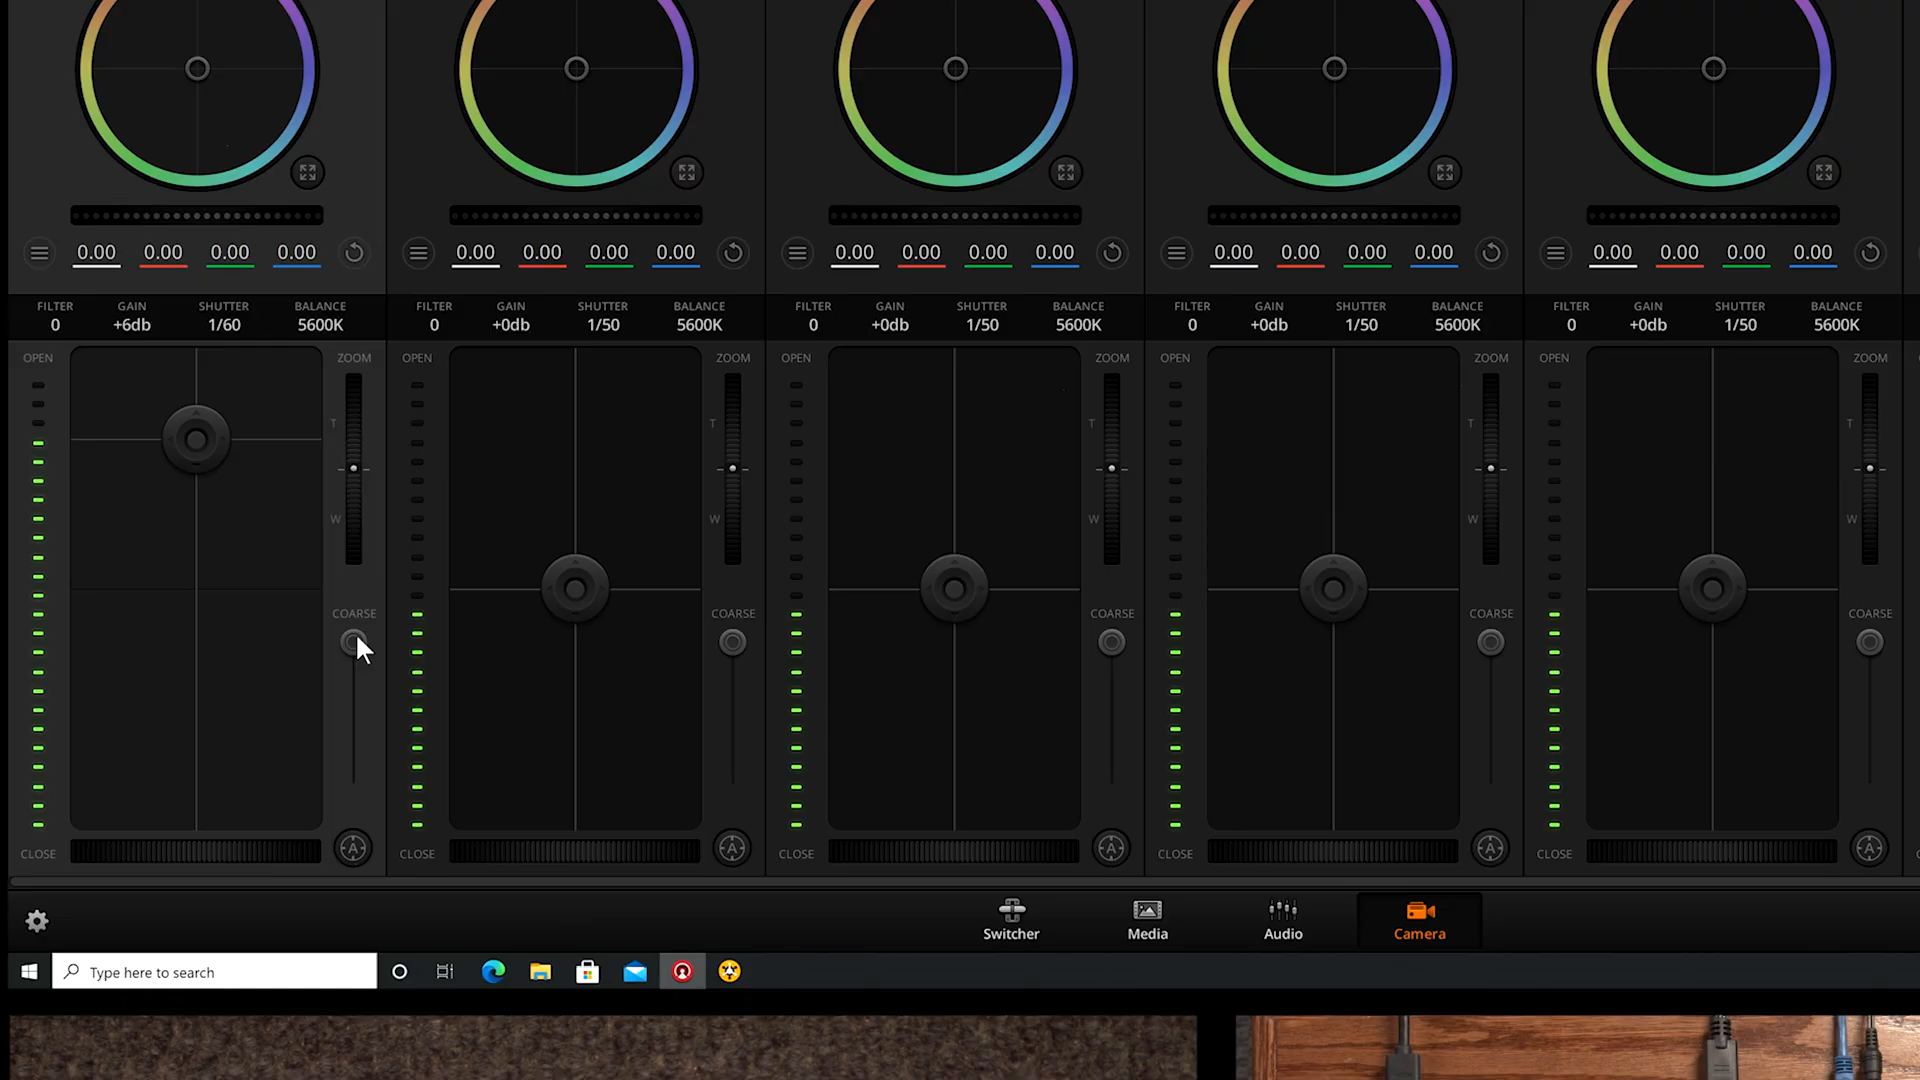 0.00 0.00 0.00 0.00 0.00 0.00 0.00 0.00 0.00 0.00 0.00 0.00 0.00 0.00 0.00 0.00 0.00 0.00 0.00 0.00
FILTER GAIN SHUTTER BALANCE FILTER GAIN SHUTTER BALANCE FILTER GAIN SHUTTER BALANCE FILTER GAIN SHUTTER BALANCE FILTER GAIN SHUTTER BALANCE
0 +6db 1/60 5600K 0 +0db 1/50 5600K 0 +0db 1/50 5600K 0 +0db 1/50 5600K 0 +0db 1/50 5600K
OPEN ZOOM OPEN ZOOM OPEN ZOOM OPEN ZOOM OPEN ZOOM
T T T T T
W W W W W
COARSE COARSE COARSE COARSE COARSE
A A A A A
CLOSE CLOSE CLOSE CLOSE CLOSE
Switcher Media Audio Camera
Type here to search